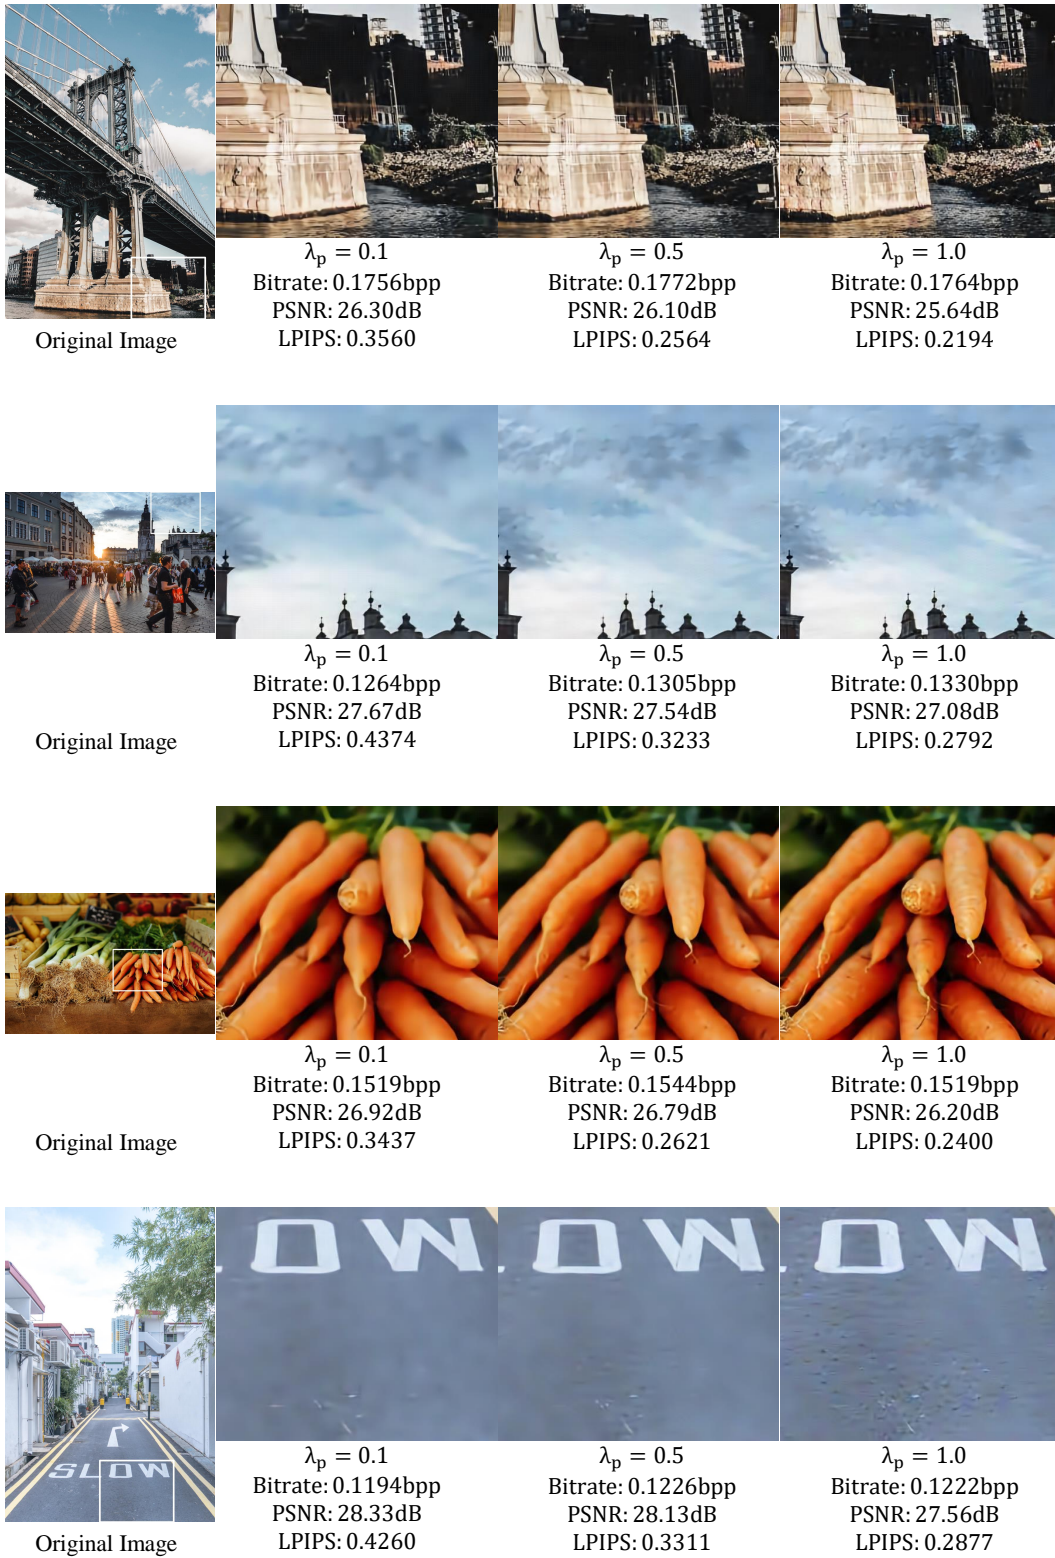 λp = 0.1
Bitrate: 0.1756bpp
PSNR: 26.30dB
LPIPS: 0.3560
λp = 0.5
Bitrate: 0.1772bpp
PSNR: 26.10dB
LPIPS: 0.2564
λp = 1.0
Bitrate: 0.1764bpp
PSNR: 25.64dB
LPIPS: 0.2194
Original Image
λp = 0.1
Bitrate: 0.1264bpp
PSNR: 27.67dB
LPIPS: 0.4374
λp = 0.5
Bitrate: 0.1305bpp
PSNR: 27.54dB
LPIPS: 0.3233
λp = 1.0
Bitrate: 0.1330bpp
PSNR: 27.08dB
LPIPS: 0.2792
Original Image
λp = 0.1
Bitrate: 0.1519bpp
PSNR: 26.92dB
LPIPS: 0.3437
λp = 0.5
Bitrate: 0.1544bpp
PSNR: 26.79dB
LPIPS: 0.2621
λp = 1.0
Bitrate: 0.1519bpp
PSNR: 26.20dB
LPIPS: 0.2400
Original Image
SLOW
OW
OW
OW
λp = 0.1
Bitrate: 0.1194bpp
PSNR: 28.33dB
LPIPS: 0.4260
λp = 0.5
Bitrate: 0.1226bpp
PSNR: 28.13dB
LPIPS: 0.3311
λp = 1.0
Bitrate: 0.1222bpp
PSNR: 27.56dB
LPIPS: 0.2877
Original Image